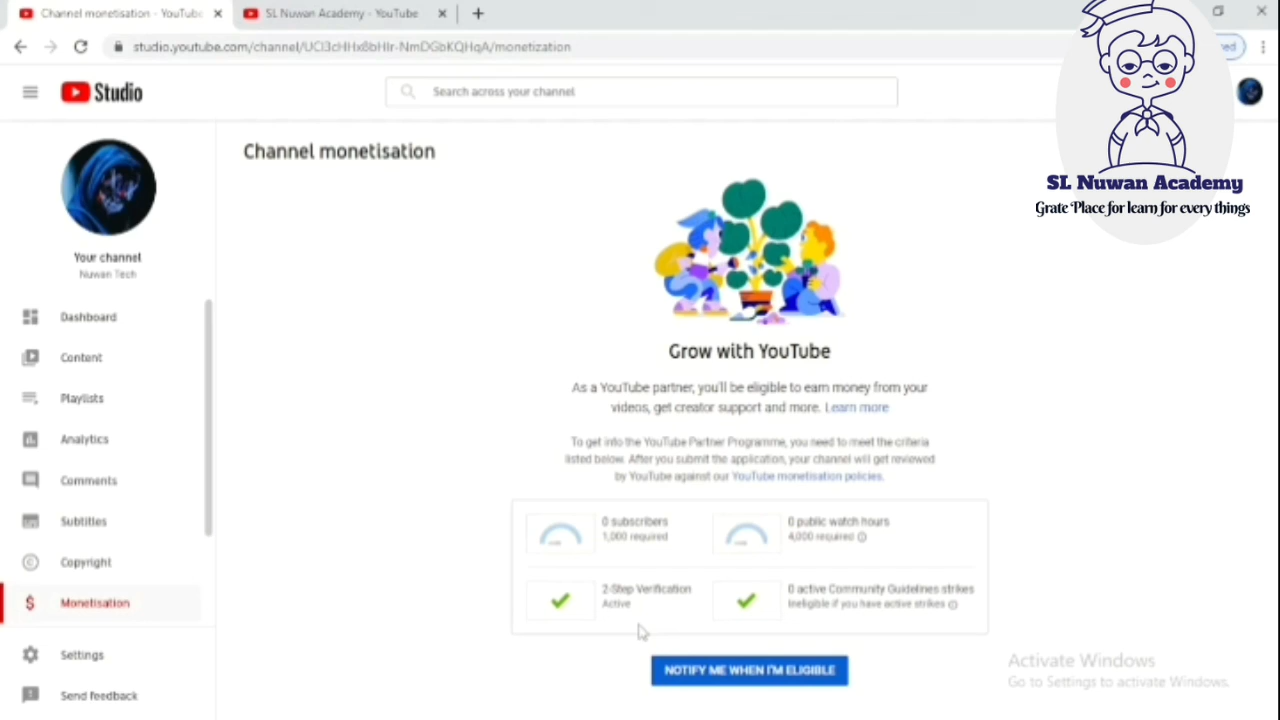 Channel monetisation - YouTube
SL Nuwan Academy - YouTube
studio.youtube.com/channel/
/monetization
Studio
Search across your channel
SL Nuwan Academy
Grate Place for learn for every things
Your channel
Nuwan Tech
Dashboard
Content
Playlists
Analytics
Comments
Subtitles
Copyright
Monetisation
Settings
Send feedback
Channel monetisation
Grow with YouTube
As a YouTube partner, you'll be eligible to earn money from your
videos, get creator support and more. Learn more
To get into the YouTube Partner Programme, you need to meet the criteria
listed below. After you submit the application, your channel will get reviewed
by YouTube against our YouTube monetisation policies.
0 subscribers
1,000 required
0 public watch hours
4,000 required
2-Step Verification
Active
0 active Community Guidelines strikes
Ineligible if you have active strikes
NOTIFY ME WHEN I'M ELIGIBLE
Activate Windows
Go to Settings to activate Windows.